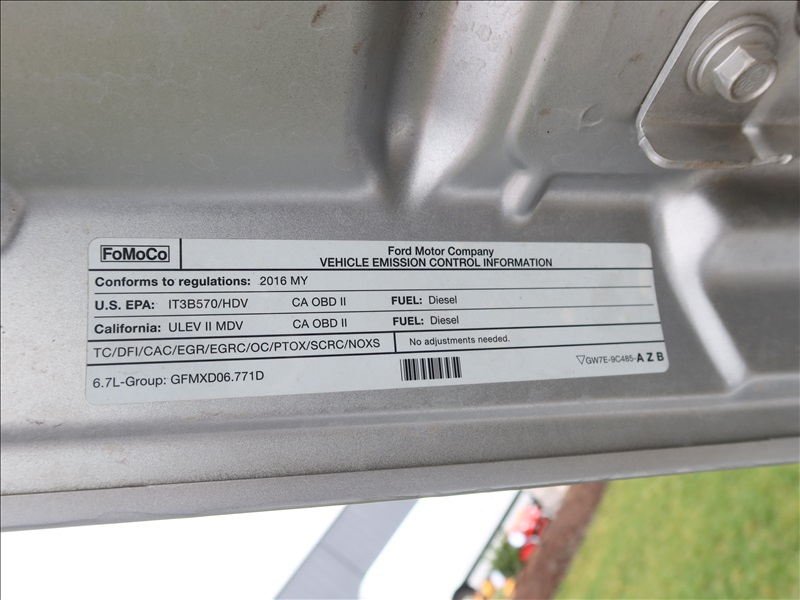 FoMoCo
Ford Motor Company
VEHICLE EMISSION CONTROL INFORMATION
Conforms to regulations: 2016 MY
U.S. EPA: IT3B570/HDV CA OBD II FUEL: Diesel
California: ULEV II MDV CA OBD II FUEL: Diesel
TC/DFI/CAC/EGR/EGRC/OC/PTOX/SCRC/NOXS No adjustments needed.
6.7L-Group: GFMXD06.771D
▽GW7E-9C485-AZB